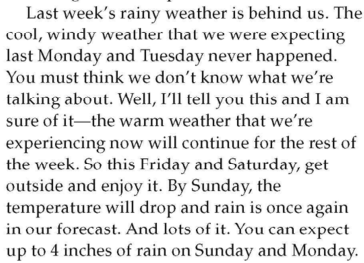 Last week's rainy weather is behind us. The
cool, windy weather that we were expecting
last Monday and Tuesday never happened.
You must think we don't know what we're
talking about. Well, I'll tell you this and I am
sure of it—the warm weather that we're
experiencing now will continue for the rest of
the week. So this Friday and Saturday, get
outside and enjoy it. By Sunday, the
temperature will drop and rain is once again
in our forecast. And lots of it. You can expect
up to 4 inches of rain on Sunday and Monday.